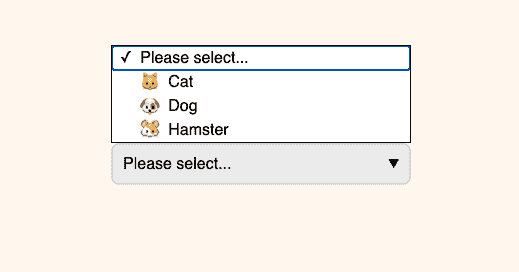 ✓ Please select...
🐱 Cat
🐶 Dog
🐹 Hamster
Please select... ▼